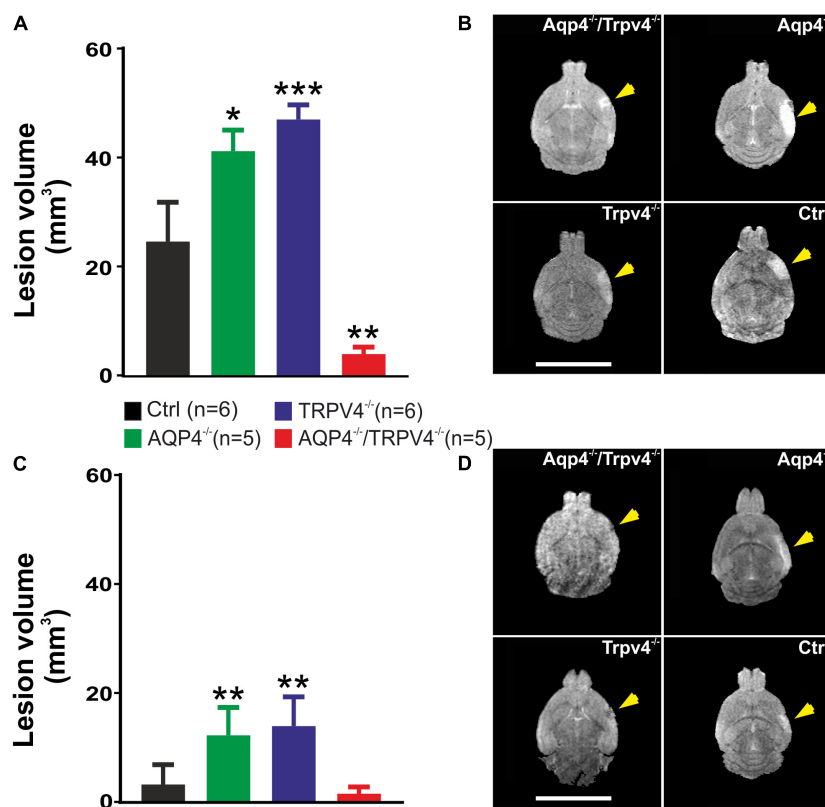 A
Lesion volume
(mm³)
60
40
20
0
*
***
**
Ctrl (n=6)
TRPV4⁻/⁻(n=6)
AQP4⁻/⁻(n=5)
AQP4⁻/⁻/TRPV4⁻/⁻(n=5)
B
Aqp4⁻/⁻/Trpv4⁻/⁻
Aqp4⁻
Trpv4⁻/⁻
Ctr
C
Lesion volume
(mm³)
60
40
20
0
**
**
D
Aqp4⁻/⁻/Trpv4⁻/⁻
Aqp4⁻
Trpv4⁻/⁻
Ctr